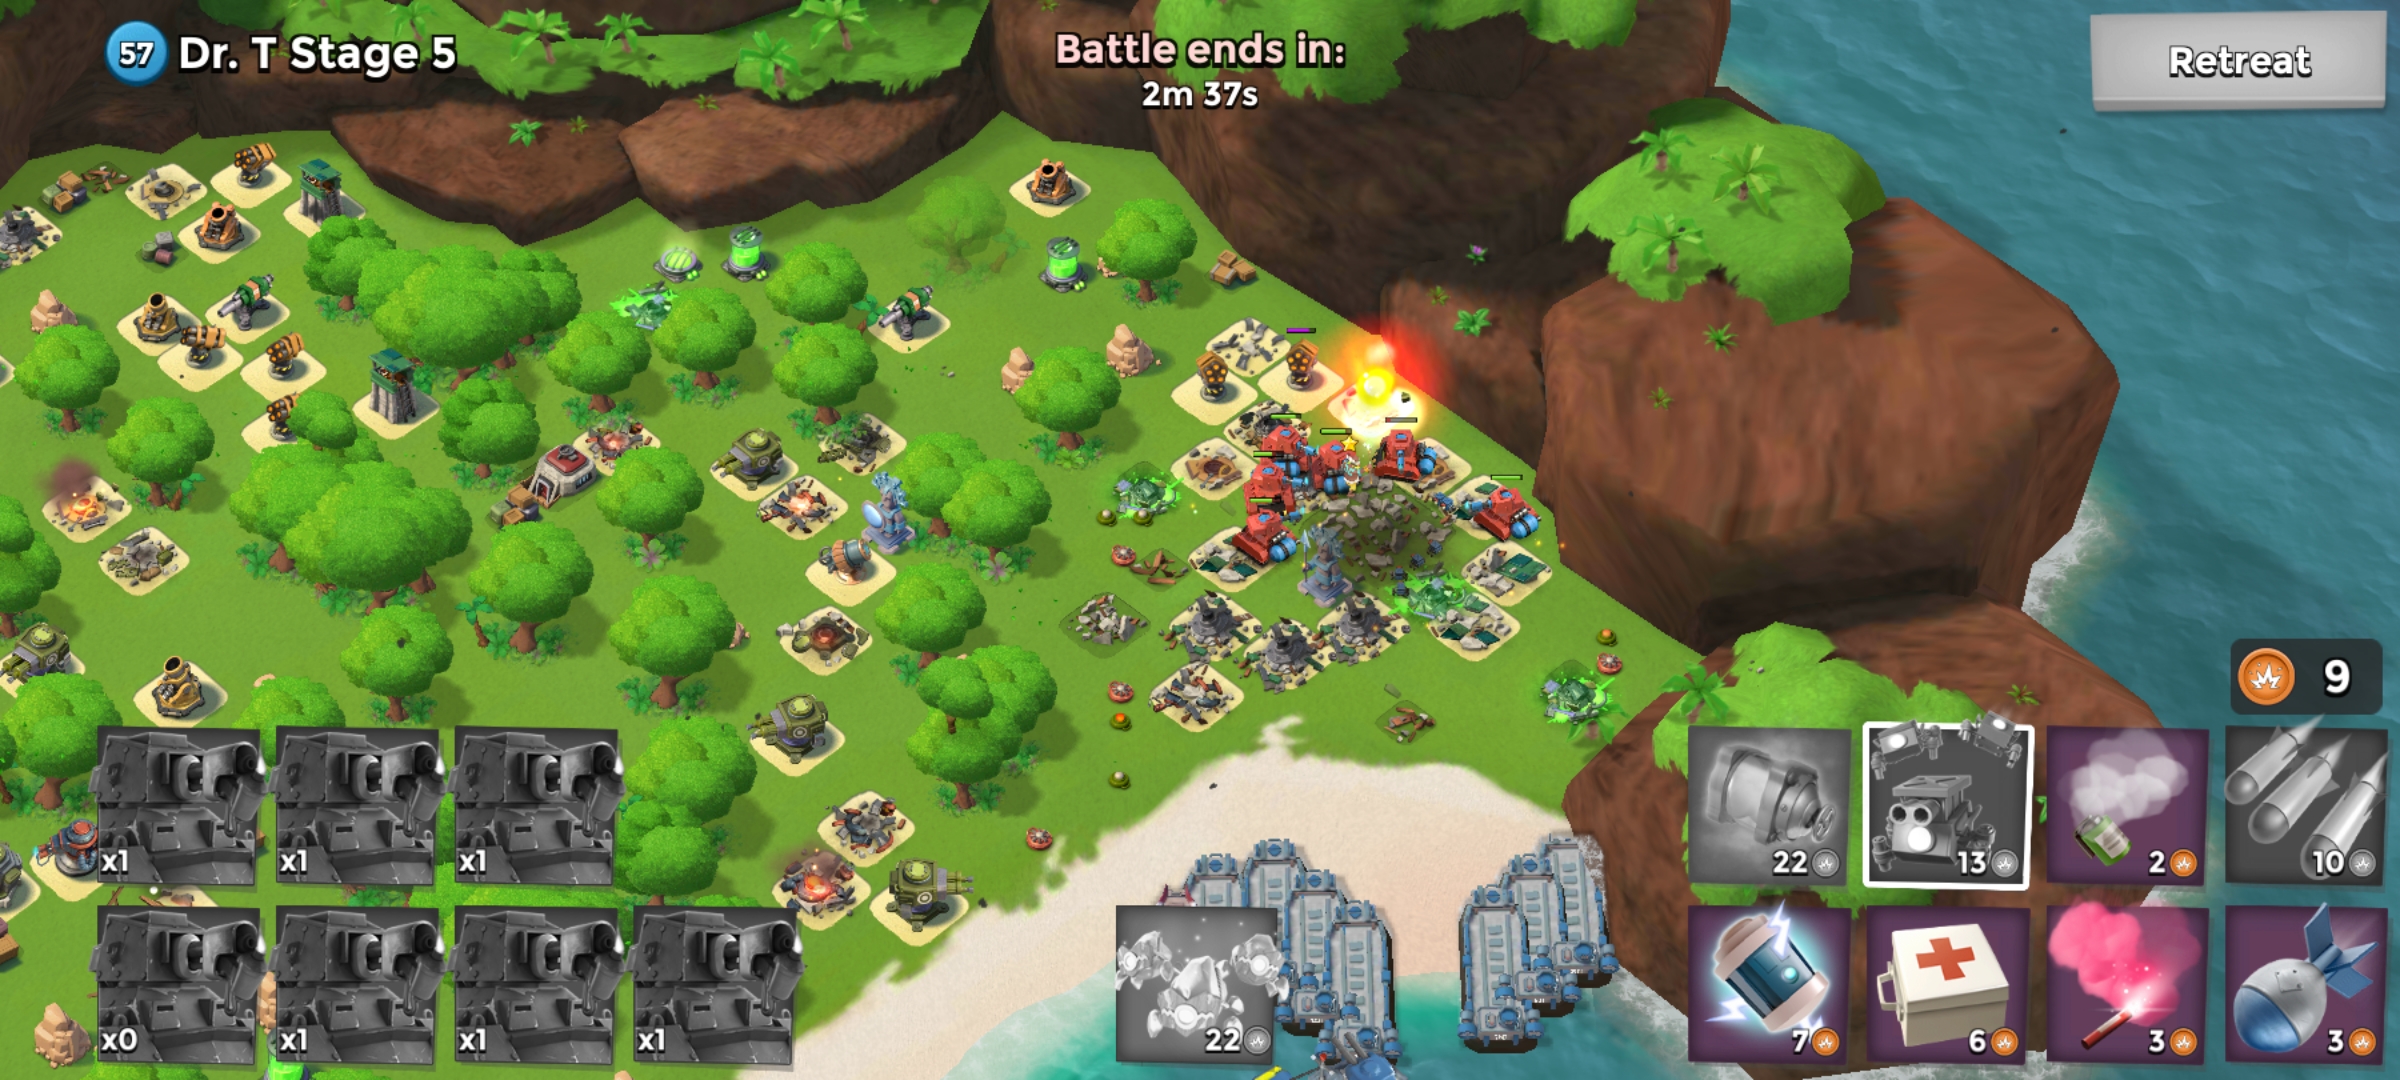 57 Dr. T Stage 5
Battle ends in:
2m 37s
Retreat
9
x1 x1 x1
x0 x1 x1 x1
22
22 13 2 10
7 6 3 3